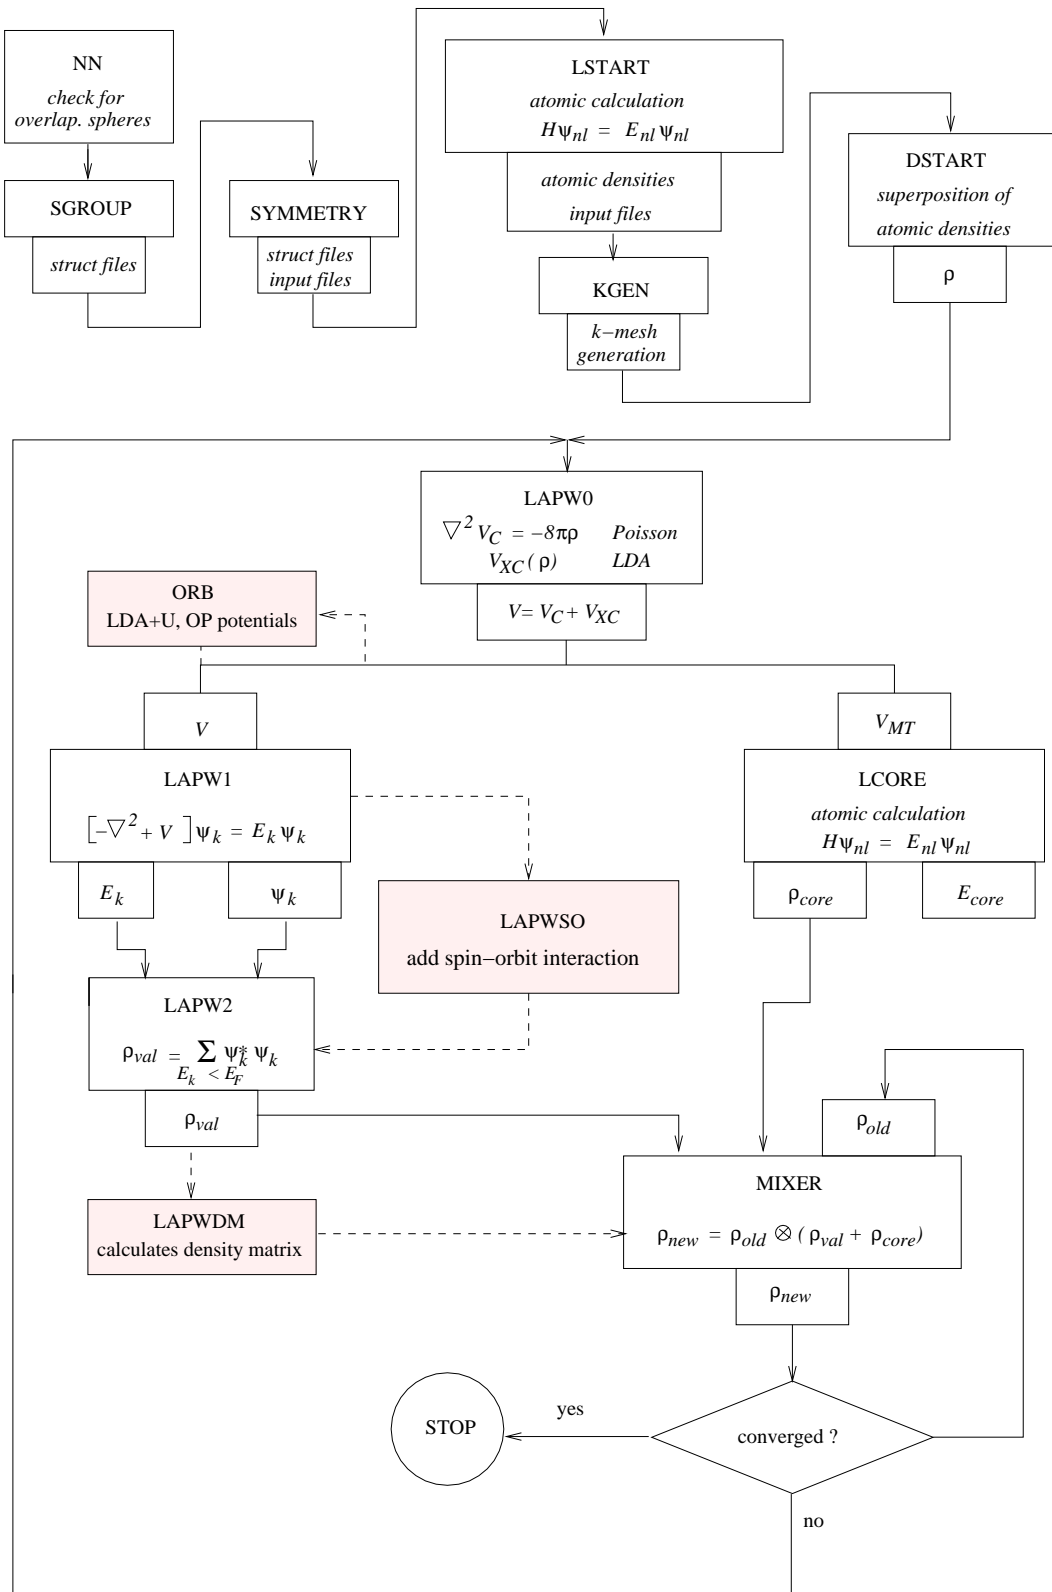 NN
check for
overlap. spheres
SGROUP
struct files
SYMMETRY
struct files
input files
LSTART
atomic calculation
Hψnl = Enl ψnl
atomic densities
input files
KGEN
k−mesh
generation
DSTART
superposition of
atomic densities
ρ
LAPW0
▽² VC = −8πρ Poisson
VXC(ρ) LDA
V= VC + VXC
ORB
LDA+U, OP potentials
V
LAPW1
[−▽² + V ] ψk = Ek ψk
Ek
ψk
VMT
LCORE
atomic calculation
Hψnl = Enl ψnl
ρcore
Ecore
LAPWSO
add spin−orbit interaction
LAPW2
ρval = Σ ψk* ψk
Ek < EF
ρval
LAPWDM
calculates density matrix
ρold
MIXER
ρnew = ρold ⊗ (ρval + ρcore)
ρnew
converged ?
yes
STOP
no